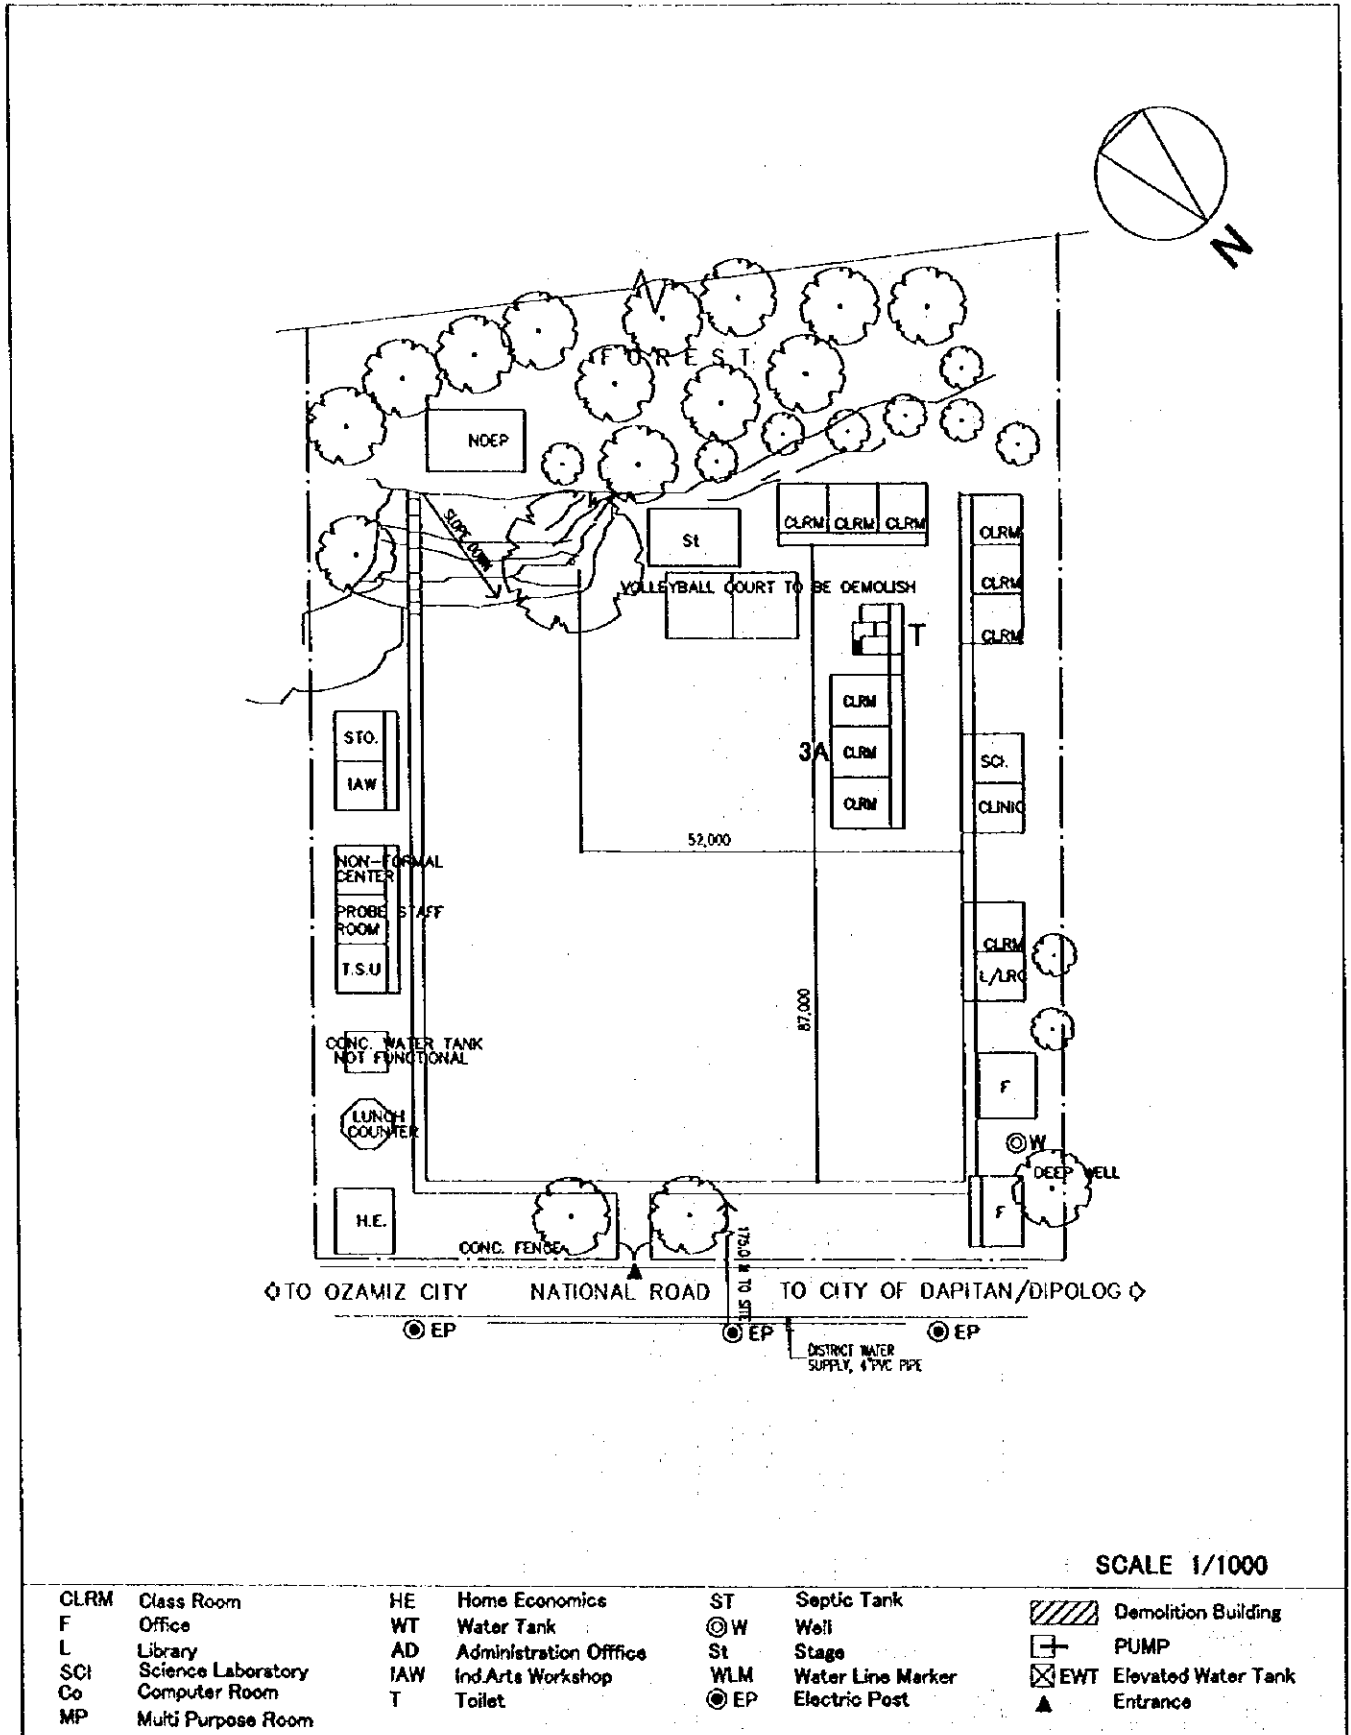 N
FOREST
NOEP
SLOPE DOWN
St
CLRM CLRM CLRM
CLRM
CLRM
CLRM
VOLLEYBALL COURT TO BE DEMOLISH
T
CLRM
3A CLRM
CLRM
STO.
IAW
SCI.
CLINIC
52,000
NON-FORMAL
CENTER
PROBE STAFF
ROOM
T.S.U
CLRM
L/LRC
87,000
CONC. WATER TANK
NOT FUNCTIONAL
F
LUNCH
COUNTER
W
DEEP WELL
H.E.
F
CONC. FENCE
175.0 M TO SITE
TO OZAMIZ CITY NATIONAL ROAD TO CITY OF DAPITAN/DIPOLOG
EP EP EP
DISTRICT WATER
SUPPLY, 4"PVC PIPE
SCALE 1/1000
CLRM Class Room
F Office
L Library
SCI Science Laboratory
Co Computer Room
MP Multi Purpose Room
HE Home Economics
WT Water Tank
AD Administration Offfice
IAW Ind.Arts Workshop
T Toilet
ST Septic Tank
W Well
St Stage
WLM Water Line Marker
EP Electric Post
Demolition Building
PUMP
EWT Elevated Water Tank
Entrance